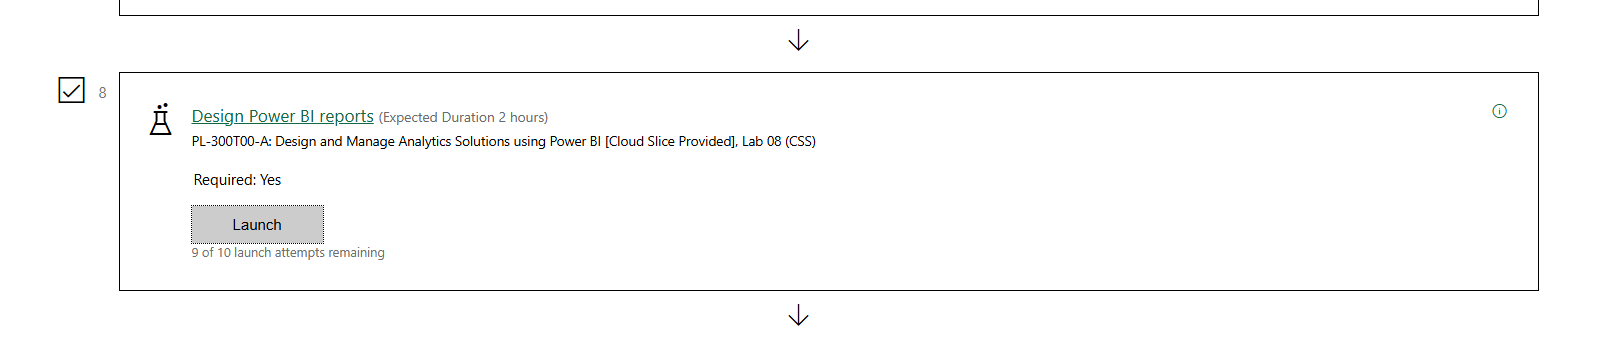 8
Design Power BI reports (Expected Duration 2 hours)
PL-300T00-A: Design and Manage Analytics Solutions using Power BI [Cloud Slice Provided], Lab 08 (CSS)
Required: Yes
Launch
9 of 10 launch attempts remaining